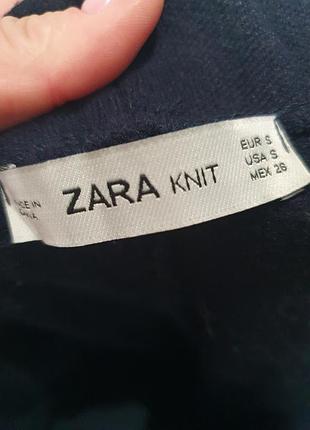 MADE IN
CHINA
ZARA KNIT
EUR S
USA S
MEX 26